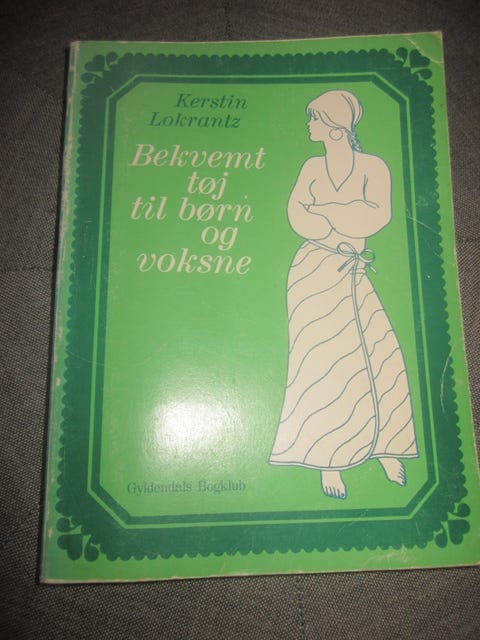 Kerstin
Lokrantz
Bekvemt
tøj
til børn
og
voksne
Gyldendals Bogklub